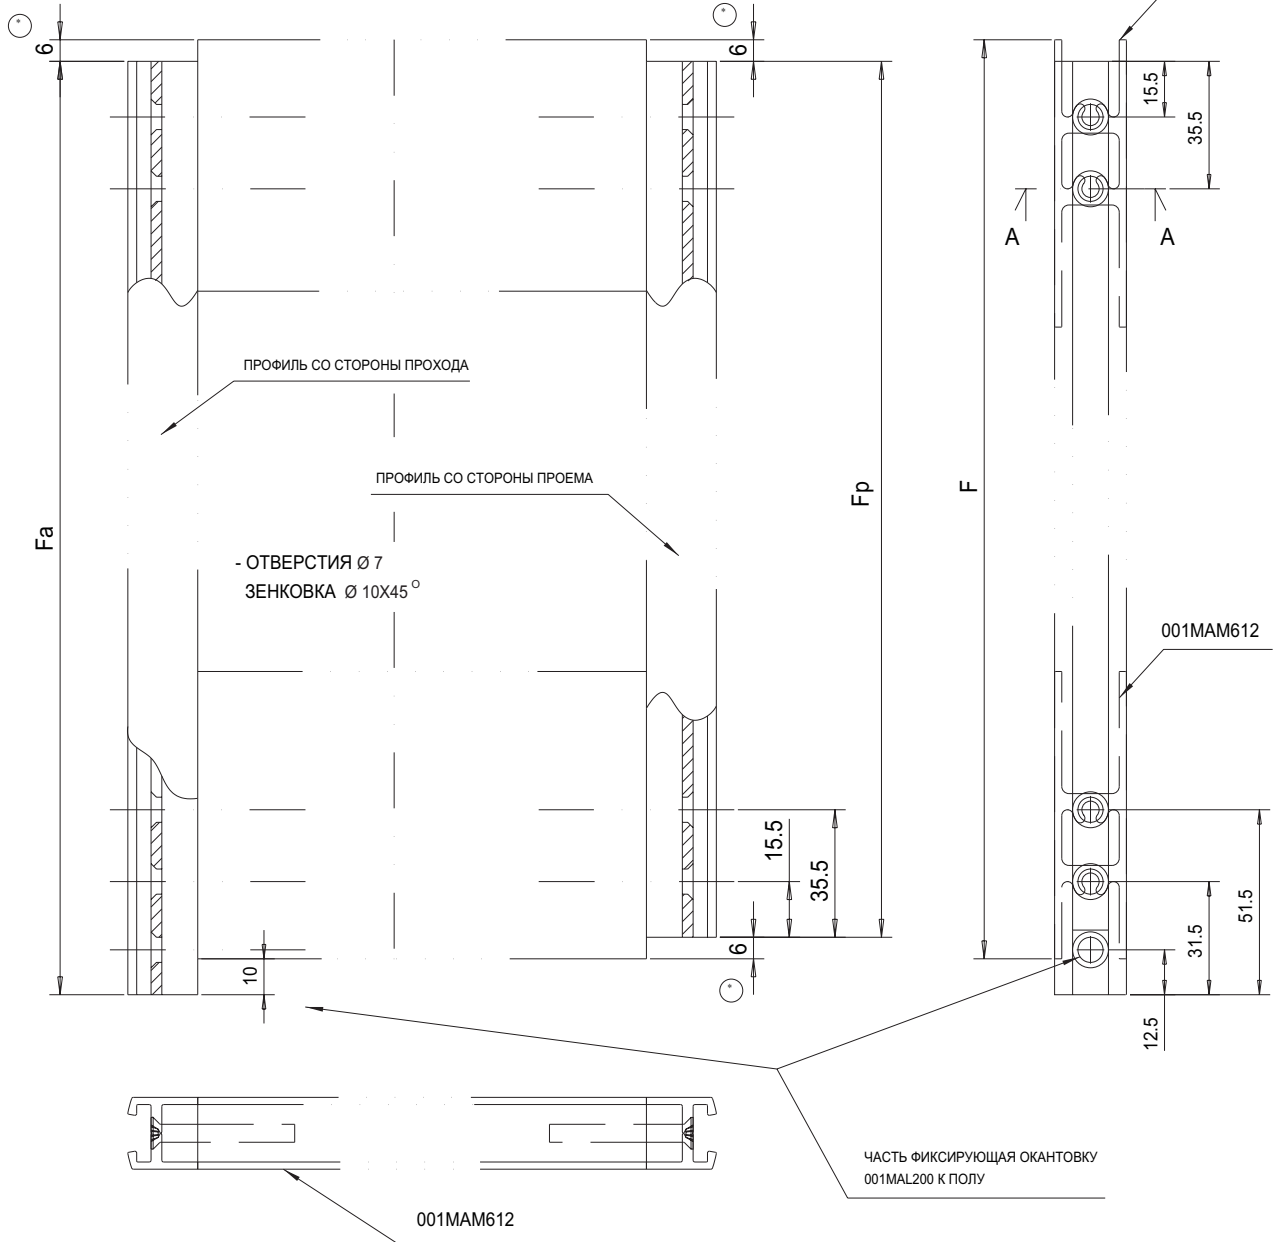 *
*
6
6
15.5
35.5
A
A
ПРОФИЛЬ СО СТОРОНЫ ПРОХОДА
ПРОФИЛЬ СО СТОРОНЫ ПРОЕМА
Fa
Fp
F
- ОТВЕРСТИЯ Ø 7
ЗЕНКОВКА Ø 10X45°
001MAM612
15.5
35.5
6
10
*
51.5
31.5
12.5
ЧАСТЬ ФИКСИРУЮЩАЯ ОКАНТОВКУ
001MAL200 К ПОЛУ
001MAM612